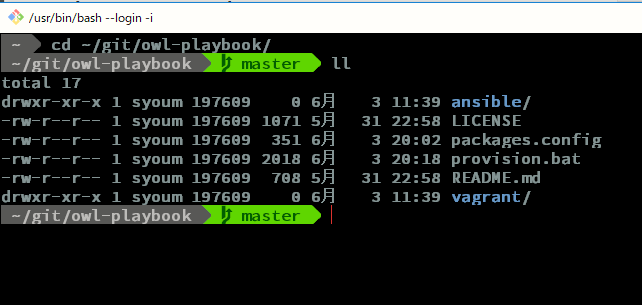 /usr/bin/bash --login -i
~ cd ~/git/owl-playbook/
~/git/owl-playbook master ll
total 17
drwxr-xr-x 1 syoum 197609 0 6月 3 11:39 ansible/
-rw-r--r-- 1 syoum 197609 1071 5月 31 22:58 LICENSE
-rw-r--r-- 1 syoum 197609 351 6月 3 20:02 packages.config
-rw-r--r-- 1 syoum 197609 2018 6月 3 20:18 provision.bat
-rw-r--r-- 1 syoum 197609 708 5月 31 22:58 README.md
drwxr-xr-x 1 syoum 197609 0 6月 3 11:39 vagrant/
~/git/owl-playbook master